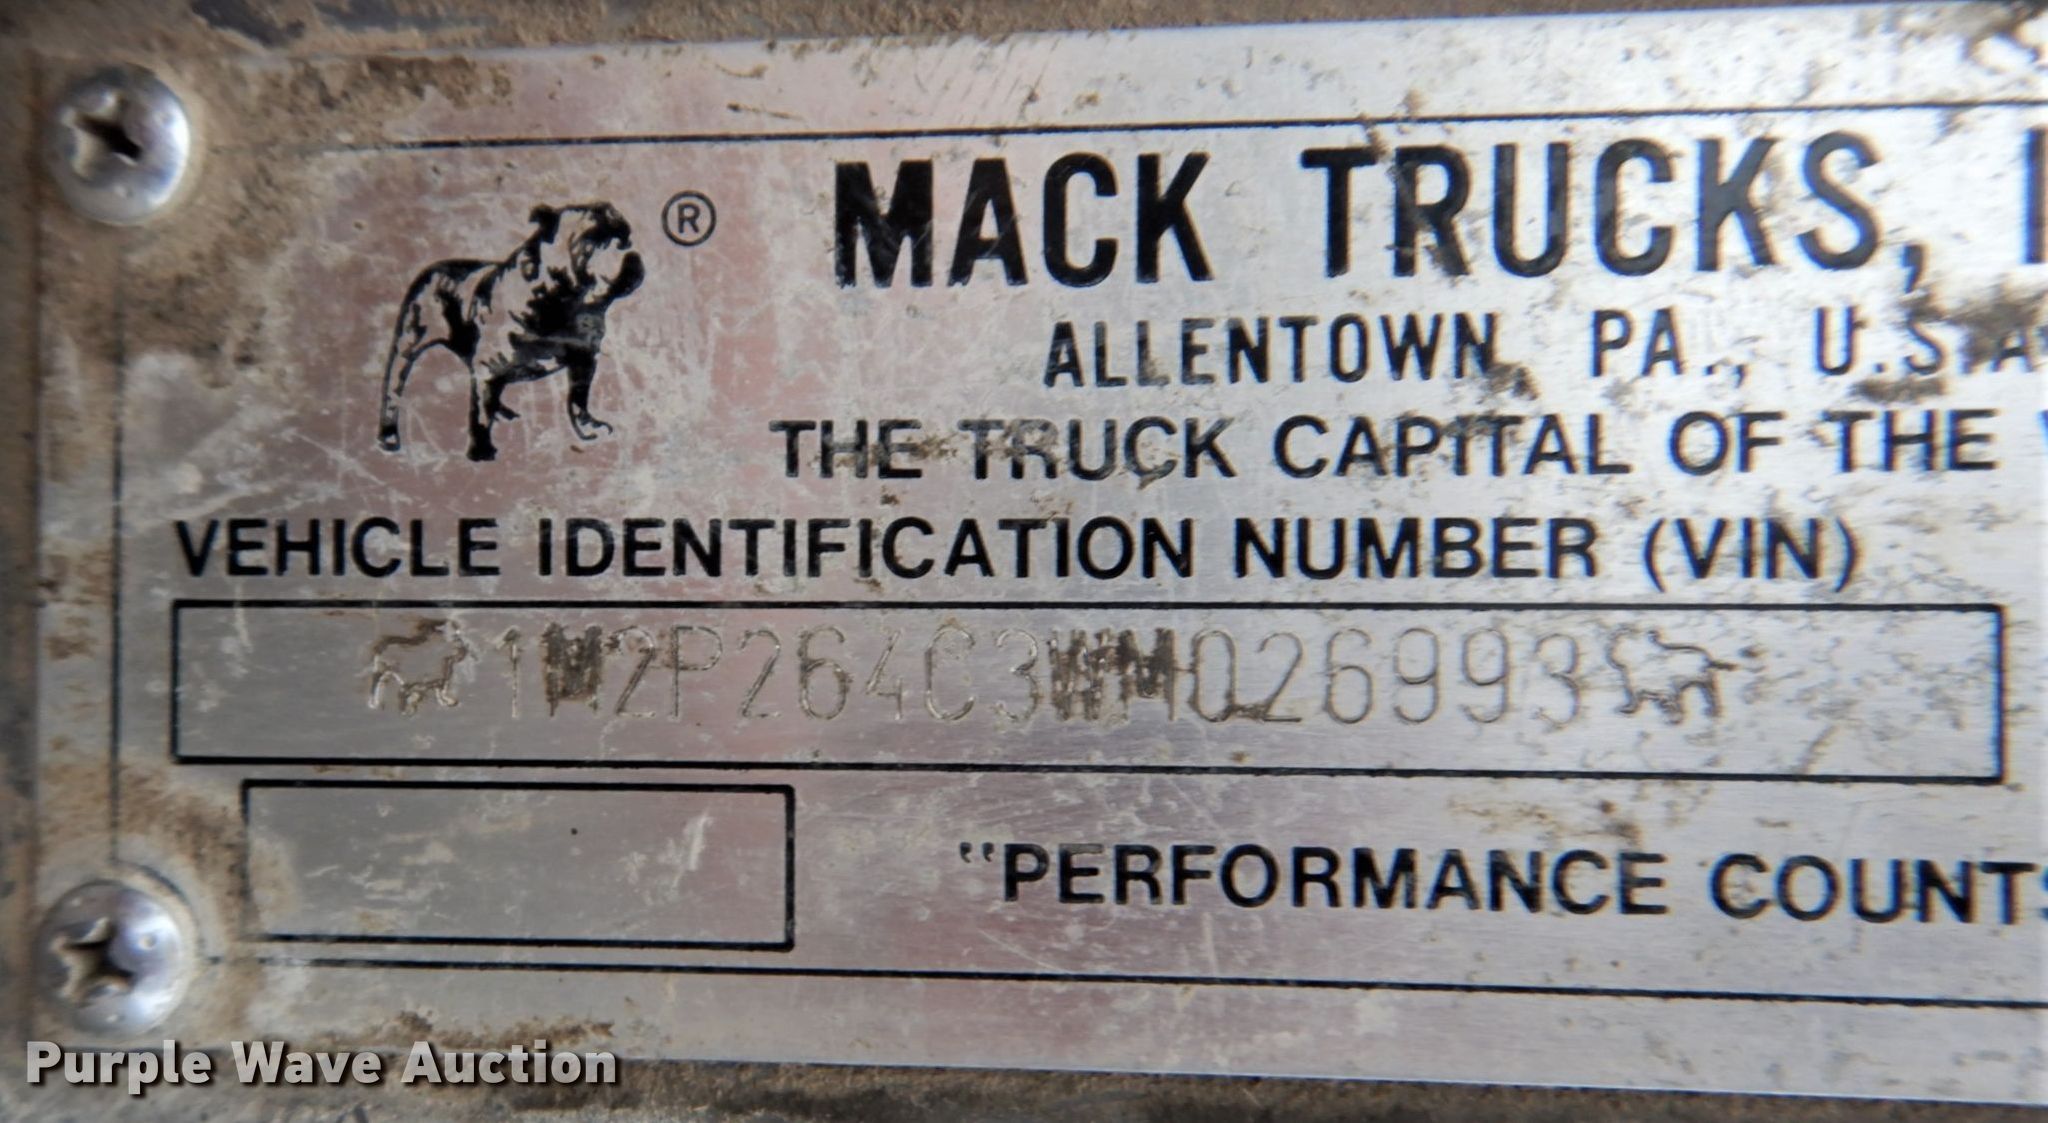 ®
MACK TRUCKS, I
ALLENTOWN, PA., U.S.A
THE TRUCK CAPITAL OF THE
VEHICLE IDENTIFICATION NUMBER (VIN)
1M2P264C3WM026993
"PERFORMANCE COUNTS
Purple Wave Auction